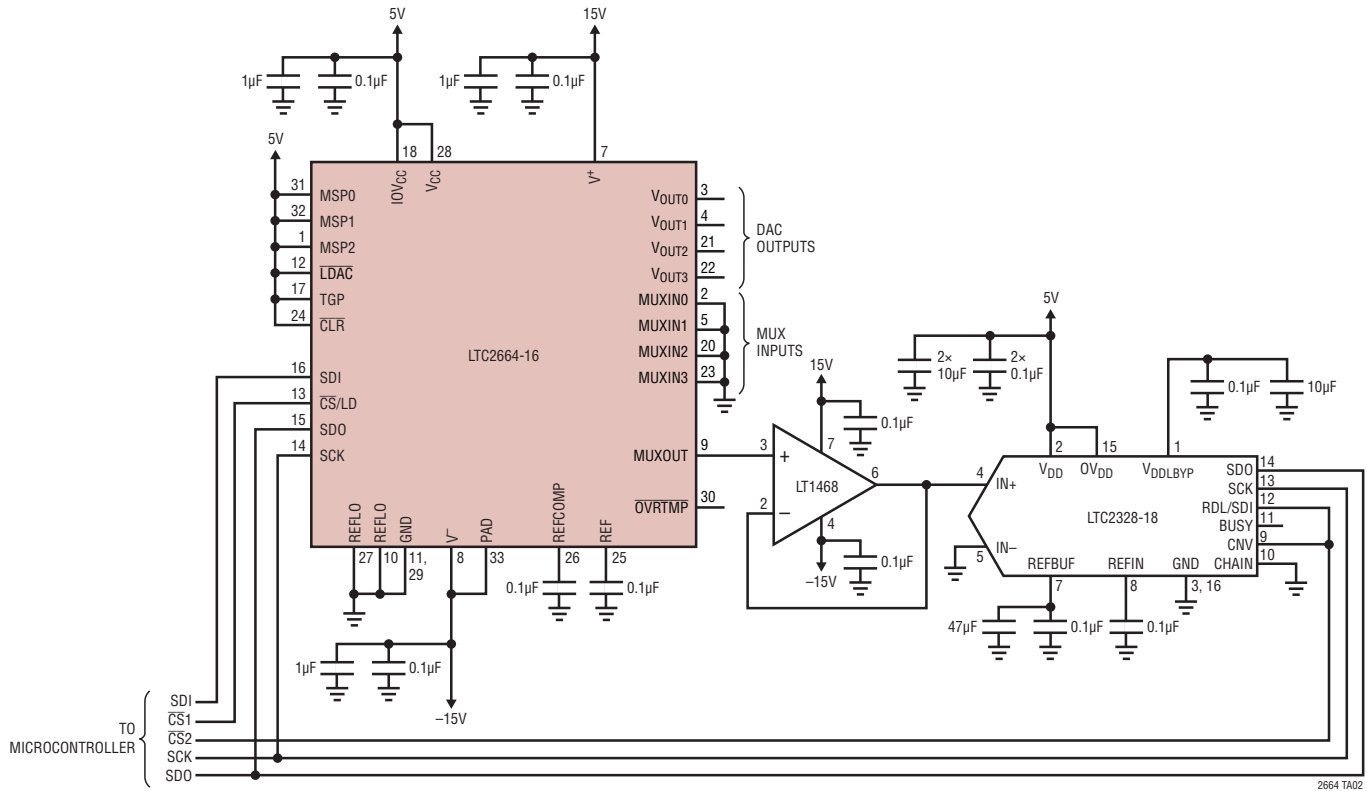 5V
15V
1µF
0.1µF
1µF
0.1µF
5V
18
28
7
IOVCC
VCC
V+
31
MSP0
32
MSP1
1
MSP2
12
LDAC
17
TGP
24
CLR
16
SDI
13
CS/LD
15
SDO
14
SCK
LTC2664-16
VOUT0
3
VOUT1
4
VOUT2
21
VOUT3
22
DAC
OUTPUTS
MUXIN0
2
MUXIN1
5
MUXIN2
20
MUXIN3
23
MUX
INPUTS
MUXOUT
9
OVRTMP
30
REFLO
REFLO
GND
V–
PAD
REFCOMP
REF
27
10
11,
29
8
33
26
25
0.1µF
0.1µF
1µF
0.1µF
–15V
15V
0.1µF
3
+
7
LT1468
6
2
–
4
0.1µF
–15V
5V
2×
10µF
2×
0.1µF
0.1µF
10µF
2
15
1
VDD
OVDD
VDDLBYP
4
IN+
LTC2328-18
IN–
5
SDO
14
SCK
13
RDL/SDI
12
BUSY
11
CNV
9
CHAIN
10
REFBUF
REFIN
GND
7
8
3, 16
47µF
0.1µF
0.1µF
TO
MICROCONTROLLER
SDI
CS1
CS2
SCK
SDO
2664 TA02